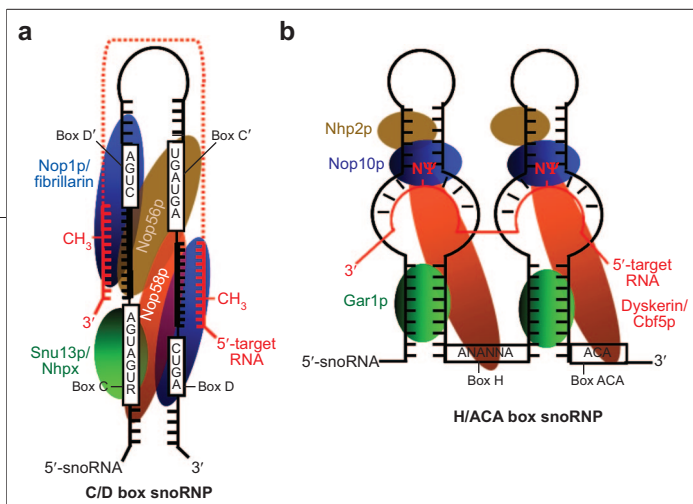 a
Box D′
Box C′
AGUC
UGAUGA
Nop1p/
fibrillarin
Nop56p
CH3
Nop58p
CH3
3′
5′-target
RNA
Snu13p/
Nhpx
AGUAGUR
CUGA
Box C
Box D
5′-snoRNA
3′
C/D box snoRNP
b
Nhp2p
Nop10p
NΨ
NΨ
3′
5′-target
RNA
Gar1p
Dyskerin/
Cbf5p
5′-snoRNA
ANANNA
ACA
3′
Box H
Box ACA
H/ACA box snoRNP